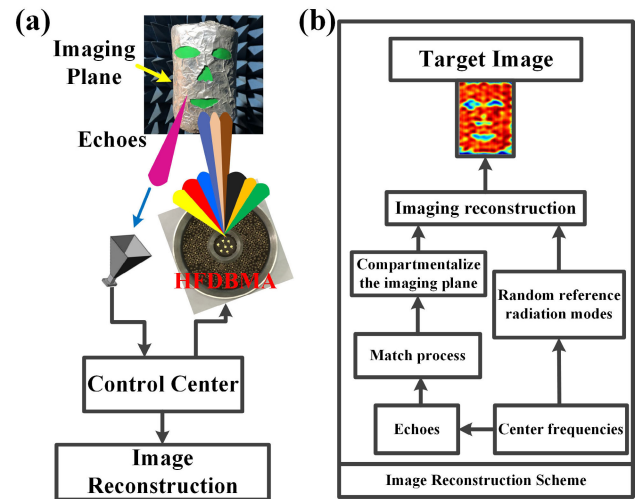 (a)
Imaging
Plane
Echoes
HFDBMA
Control Center
Image
Reconstruction
(b)
Target Image
Imaging reconstruction
Compartmentalize
the imaging plane
Random reference
radiation modes
Match process
Echoes
Center frequencies
Image Reconstruction Scheme